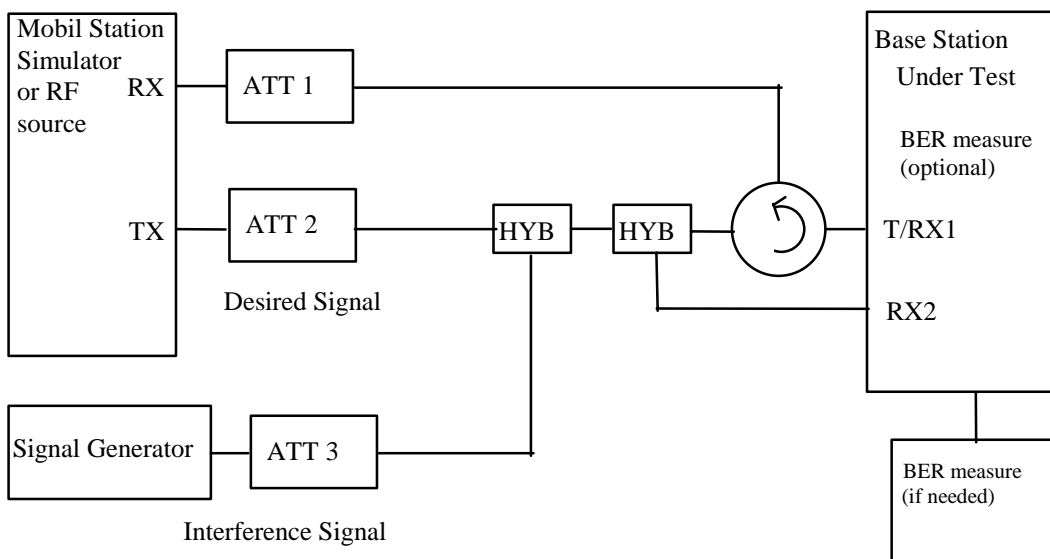 Mobil Station
Simulator
or RF
source
RX
TX
ATT 1
ATT 2
Desired Signal
HYB
HYB
Base Station
Under Test
BER measure
(optional)
T/RX1
RX2
Signal Generator
ATT 3
Interference Signal
BER measure
(if needed)